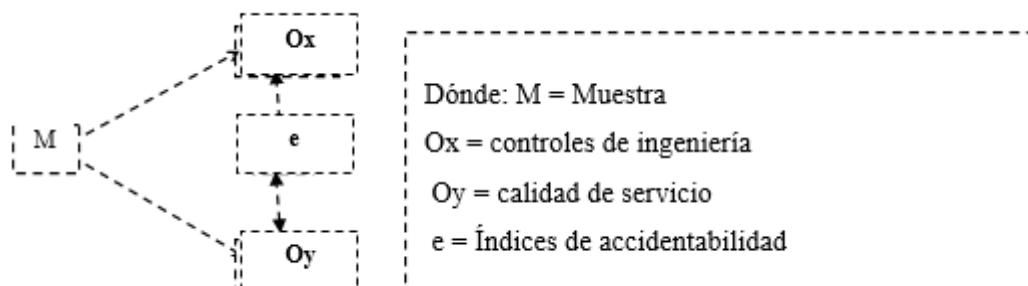 Ox
M
e
Oy
Dónde: M = Muestra
Ox = controles de ingeniería
Oy = calidad de servicio
e = Índices de accidentabilidad